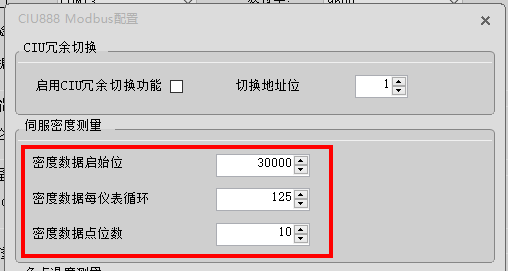 CIU888 Modbus配置
CIU冗余切换
启用CIU冗余切换功能
切换地址位
1
伺服密度测量
密度数据启始位
30000
密度数据每仪表循环
125
密度数据点位数
10